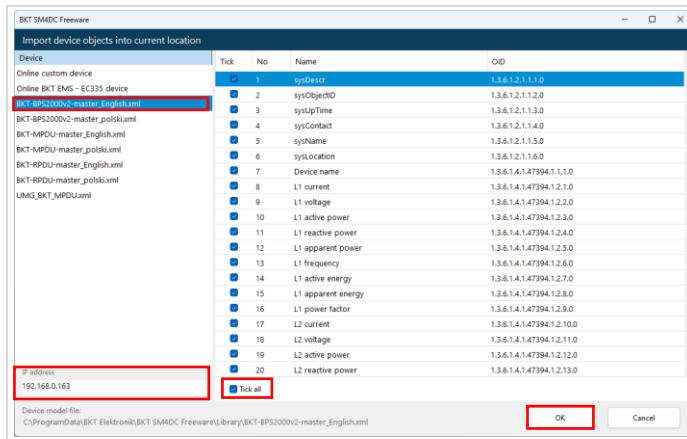 BKT SM4DC Freeware
Import device objects into current location
Device
Online custom device
Online BKT EMS - EC335 device
BKT-BPS2000v2-master_English.xml
BKT-BPS2000v2-master_polski.xml
BKT-MPDU-master_English.xml
BKT-MPDU-master_polski.xml
BKT-RPDU-master_English.xml
BKT-RPDU-master_polski.xml
UMG_BKT_MPDU.xml
IP address
192.168.0.163
Tick No Name OID
1 sysDescr 1.3.6.1.2.1.1.1.0
2 sysObjectID 1.3.6.1.2.1.1.2.0
3 sysUpTime 1.3.6.1.2.1.1.3.0
4 sysContact 1.3.6.1.2.1.1.4.0
5 sysName 1.3.6.1.2.1.1.5.0
6 sysLocation 1.3.6.1.2.1.1.6.0
7 Device name 1.3.6.1.4.1.47394.1.1.1.0
8 L1 current 1.3.6.1.4.1.47394.1.2.1.0
9 L1 voltage 1.3.6.1.4.1.47394.1.2.2.0
10 L1 active power 1.3.6.1.4.1.47394.1.2.3.0
11 L1 reactive power 1.3.6.1.4.1.47394.1.2.4.0
12 L1 apparent power 1.3.6.1.4.1.47394.1.2.5.0
13 L1 frequency 1.3.6.1.4.1.47394.1.2.6.0
14 L1 active energy 1.3.6.1.4.1.47394.1.2.7.0
15 L1 apparent energy 1.3.6.1.4.1.47394.1.2.8.0
16 L1 power factor 1.3.6.1.4.1.47394.1.2.9.0
17 L2 current 1.3.6.1.4.1.47394.1.2.10.0
18 L2 voltage 1.3.6.1.4.1.47394.1.2.11.0
19 L2 active power 1.3.6.1.4.1.47394.1.2.12.0
20 L2 reactive power 1.3.6.1.4.1.47394.1.2.13.0
Tick all
Device model file:
C:\ProgramData\BKT Elektronik\BKT SM4DC Freeware\Library\BKT-BPS2000v2-master_English.xml
OK
Cancel